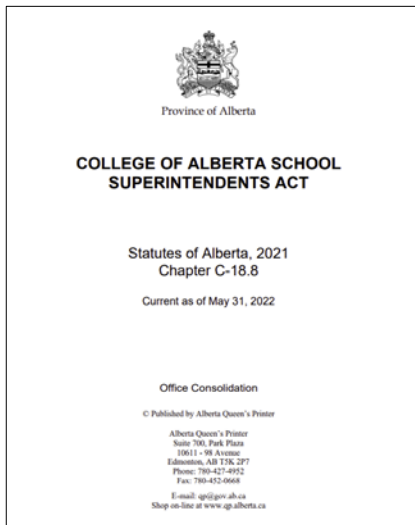 Province of Alberta
COLLEGE OF ALBERTA SCHOOL
SUPERINTENDENTS ACT
Statutes of Alberta, 2021
Chapter C-18.8
Current as of May 31, 2022
Office Consolidation
© Published by Alberta Queen's Printer
Alberta Queen's Printer
Suite 700, Park Plaza
10611 - 98 Avenue
Edmonton, AB T5K 2P7
Phone: 780-427-4952
Fax: 780-452-0668
E-mail: qp@gov.ab.ca
Shop on-line at www.qp.alberta.ca